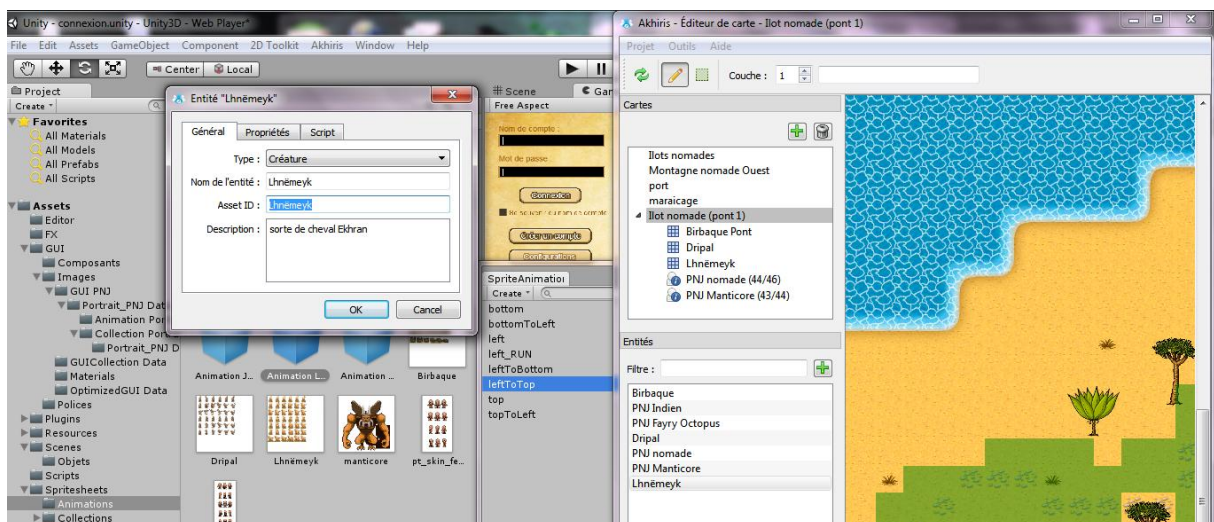 Unity - connexion.unity - Unity3D - Web Player*
File Edit Assets GameObject Component 2D Toolkit Akhiris Window Help
Center Local
Project
Create
Favorites
All Materials
All Models
All Prefabs
All Scripts
Assets
Editor
FX
GUI
Composants
Images
GUI PNJ
Portrait_PNJ Dat
Animation Por
Collection Por
Portrait_PNJ D
GUICollection Data
Materials
OptimizedGUI Data
Polices
Plugins
Resources
Scenes
Objets
Scripts
Spritesheets
Animations
Collections
Entité "Lhnëmeyk"
Général Propriétés Script
Type : Créature
Nom de l'entité : Lhnëmeyk
Asset ID : Lhnëmeyk
Description : sorte de cheval Ekhran
OK Cancel
Animation J... Animation L... Animation ... Birbaque
Dripal Lhnëmeyk manticore pt_skin_fe...
Scene Gar
Free Aspect
Nom de compte :
Mot de passe
Connexion
Créer un compte
Configurations
SpriteAnimation
Create
bottom
bottomToLeft
left
left_RUN
leftToBottom
leftToTop
top
topToLeft
Akhiris - Éditeur de carte - Ilot nomade (pont 1)
Projet Outils Aide
Couche : 1
Cartes
Ilots nomades
Montagne nomade Ouest
port
maraicage
Ilot nomade (pont 1)
Birbaque Pont
Dripal
Lhnëmeyk
PNJ nomade (44/46)
PNJ Manticore (43/44)
Entités
Filtre :
Birbaque
PNJ Indien
PNJ Fayry Octopus
Dripal
PNJ nomade
PNJ Manticore
Lhnëmeyk